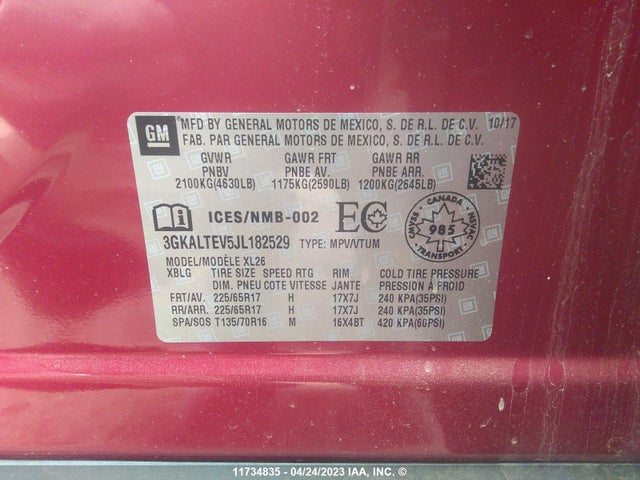 GM MFD BY GENERAL MOTORS DE MEXICO, S. DE R.L. DE C.V. 10/17
FAB. PAR GENERAL MOTORS DE MEXICO, S. DE R.L. DE C.V.
GVWR GAWR FRT GAWR RR
PNBV PNBE AV. PNBE ARR.
2100KG(4630LB) 1175KG(2590LB) 1200KG(2645LB)
ICES/NMB-002 EC
CANADA
CMVSS NSVAC
985
TRANSPORT
3GKALTEV5JL182529 TYPE: MPV/VTUM
MODEL/MODÈLE XL26
XBLG TIRE SIZE SPEED RTG RIM COLD TIRE PRESSURE
DIM. PNEU COTE VITESSE JANTE PRESSION À FROID
FRT/AV. 225/65R17 H 17X7J 240 KPA(35PSI)
RR/ARR. 225/65R17 H 17X7J 240 KPA(35PSI)
SPA/SOS T135/70R16 M 16X4BT 420 KPA(60PSI)
11734835 - 04/24/2023 IAA, INC. ©